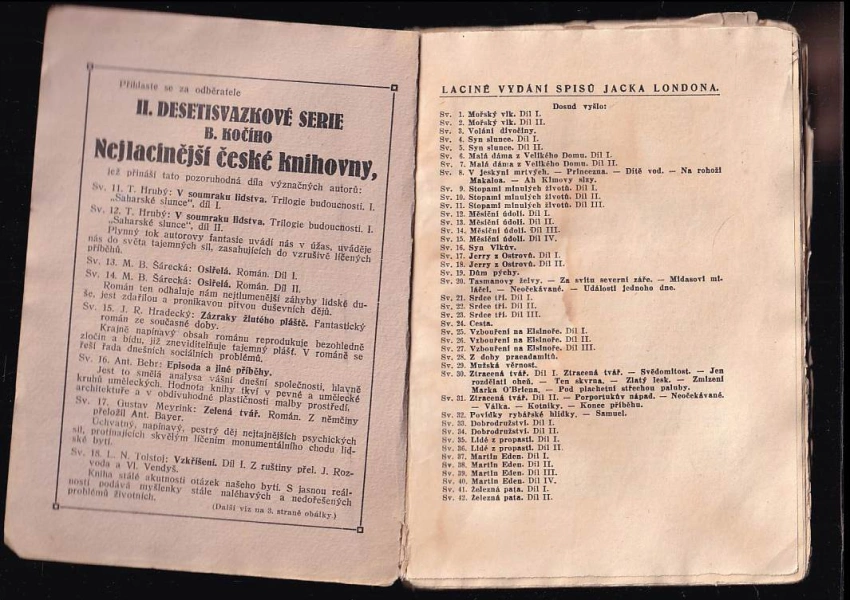 Přihlaste se za odběratele
II. DESETISVAZKOVÉ SERIE
B. KOČÍHO
Nejlacinější české knihovny,
jež přináší tato pozoruhodná díla význačných autorů:
Sv. 11. T. Hrubý: V soumraku lidstva. Trilogie budoucnosti. I.
„Saharské slunce“, díl I.
Sv. 12. T. Hrubý: V soumraku lidstva. Trilogie budoucnosti. I.
„Saharské slunce“, díl II.
Plynný tok autorovy fantasie uvádí nás v úžas, uváděje
nás do světa tajemných sil, zasahujících do vzrušivě líčených
příběhů.
Sv. 13. M. B. Šárecká: Osiřelá. Román. Díl I.
Sv. 14. M. B. Šárecká: Osiřelá. Román. Díl II.
Román ten odhaluje nám nejtlumenější záhyby lidské du-
še, jest zdařilou a pronikavou pitvou duševních dějů.
Sv. 15. J. R. Hradecký: Zázraky žlutého pláště. Fantastický
román ze současné doby.
Krajně napínavý obsah románu reprodukuje bezohledně
zločin a bídu, již zneviditelňuje tajemný plášť. V románě se
řeší řada dnešních sociálních problémů.
Sv. 16. Ant. Bebr: Episoda a jiné příběhy.
Jest to smělá analysa vášní dnešní společnosti, hlavně
kruhů uměleckých. Hodnota knihy tkví v pevné a umělecké
architektuře a v obdivuhodné plastičnosti malby prostředí.
Sv. 17. Gustav Meyrink: Zelená tvář. Román. Z němčiny
přeložil Ant. Bayer.
Úchvatný, napínavý, pestrý děj nejtajnějších psychických
sil, protínajících skvělým líčením monumentálního chodu lid-
ské bytí.
Sv. 18. L. N. Tolstoj: Vzkříšení. Díl I. Z ruštiny přel. J. Roz-
voda a Vl. Vendyš.
Kniha stálé akutnosti otázek našeho bytí. S jasnou reál-
ností podává myšlenky stále naléhavých a nedořešených
problémů životních.
(Další viz na 3. straně obálky.)
LACINÉ VYDÁNÍ SPISŮ JACKA LONDONA.
Dosud vyšlo:
Sv. 1. Mořský vlk. Díl I.
Sv. 2. Mořský vlk. Díl II.
Sv. 3. Volání divočiny.
Sv. 4. Syn slunce. Díl I.
Sv. 5. Syn slunce. Díl II.
Sv. 6. Malá dáma z Velikého Domu. Díl I.
Sv. 7. Malá dáma z Velikého Domu. Díl II.
Sv. 8. V jeskyni mrtvých. — Princezna. — Dítě vod. — Na rohoži
Makaloa. — Ah Kimovy slzy.
Sv. 9. Stopami minulých životů. Díl I.
Sv. 10. Stopami minulých životů. Díl II.
Sv. 11. Stopami minulých životů. Díl III.
Sv. 12. Měsíční údolí. Díl I.
Sv. 13. Měsíční údolí. Díl II.
Sv. 14. Měsíční údolí. Díl III.
Sv. 15. Měsíční údolí. Díl IV.
Sv. 16. Syn Vlkův.
Sv. 17. Jerry z Ostrovů. Díl I.
Sv. 18. Jerry z Ostrovů. Díl II.
Sv. 19. Dům pýchy.
Sv. 20. Tasmanovy želvy. — Za svitu severní záře. — Midasovi mi-
láčci. — Neočekávané. — Události jednoho dne.
Sv. 21. Srdce tří. Díl I.
Sv. 22. Srdce tří. Díl II.
Sv. 23. Srdce tří. Díl III.
Sv. 24. Cesta.
Sv. 25. Vzbouření na Elsinoře. Díl I.
Sv. 26. Vzbouření na Elsinoře. Díl II.
Sv. 27. Vzbouření na Elsinoře. Díl III.
Sv. 28. Z doby praeadamitů.
Sv. 29. Mužská věrnost.
Sv. 30. Ztracená tvář. Díl I. Ztracená tvář. — Svědomitost. — Jen
rozdělati oheň. — Ten skvrna. — Zlatý lesk. — Zmizení
Marka O'Briena. — Pod plachetní střechou paluby.
Sv. 31. Ztracená tvář. Díl II. — Porportukův nápad. — Neočekávané.
— Válka. — Kotníky. — Konec příběhu.
Sv. 32. Povídky rybářské hlídky. — Samuel.
Sv. 33. Dobrodružství. Díl I.
Sv. 34. Dobrodružství. Díl II.
Sv. 35. Lidé z propasti. Díl I.
Sv. 36. Lidé z propasti. Díl II.
Sv. 37. Martin Eden. Díl I.
Sv. 38. Martin Eden. Díl II.
Sv. 39. Martin Eden. Díl III.
Sv. 40. Martin Eden. Díl IV.
Sv. 41. Železná pata. Díl I.
Sv. 42. Železná pata. Díl II.